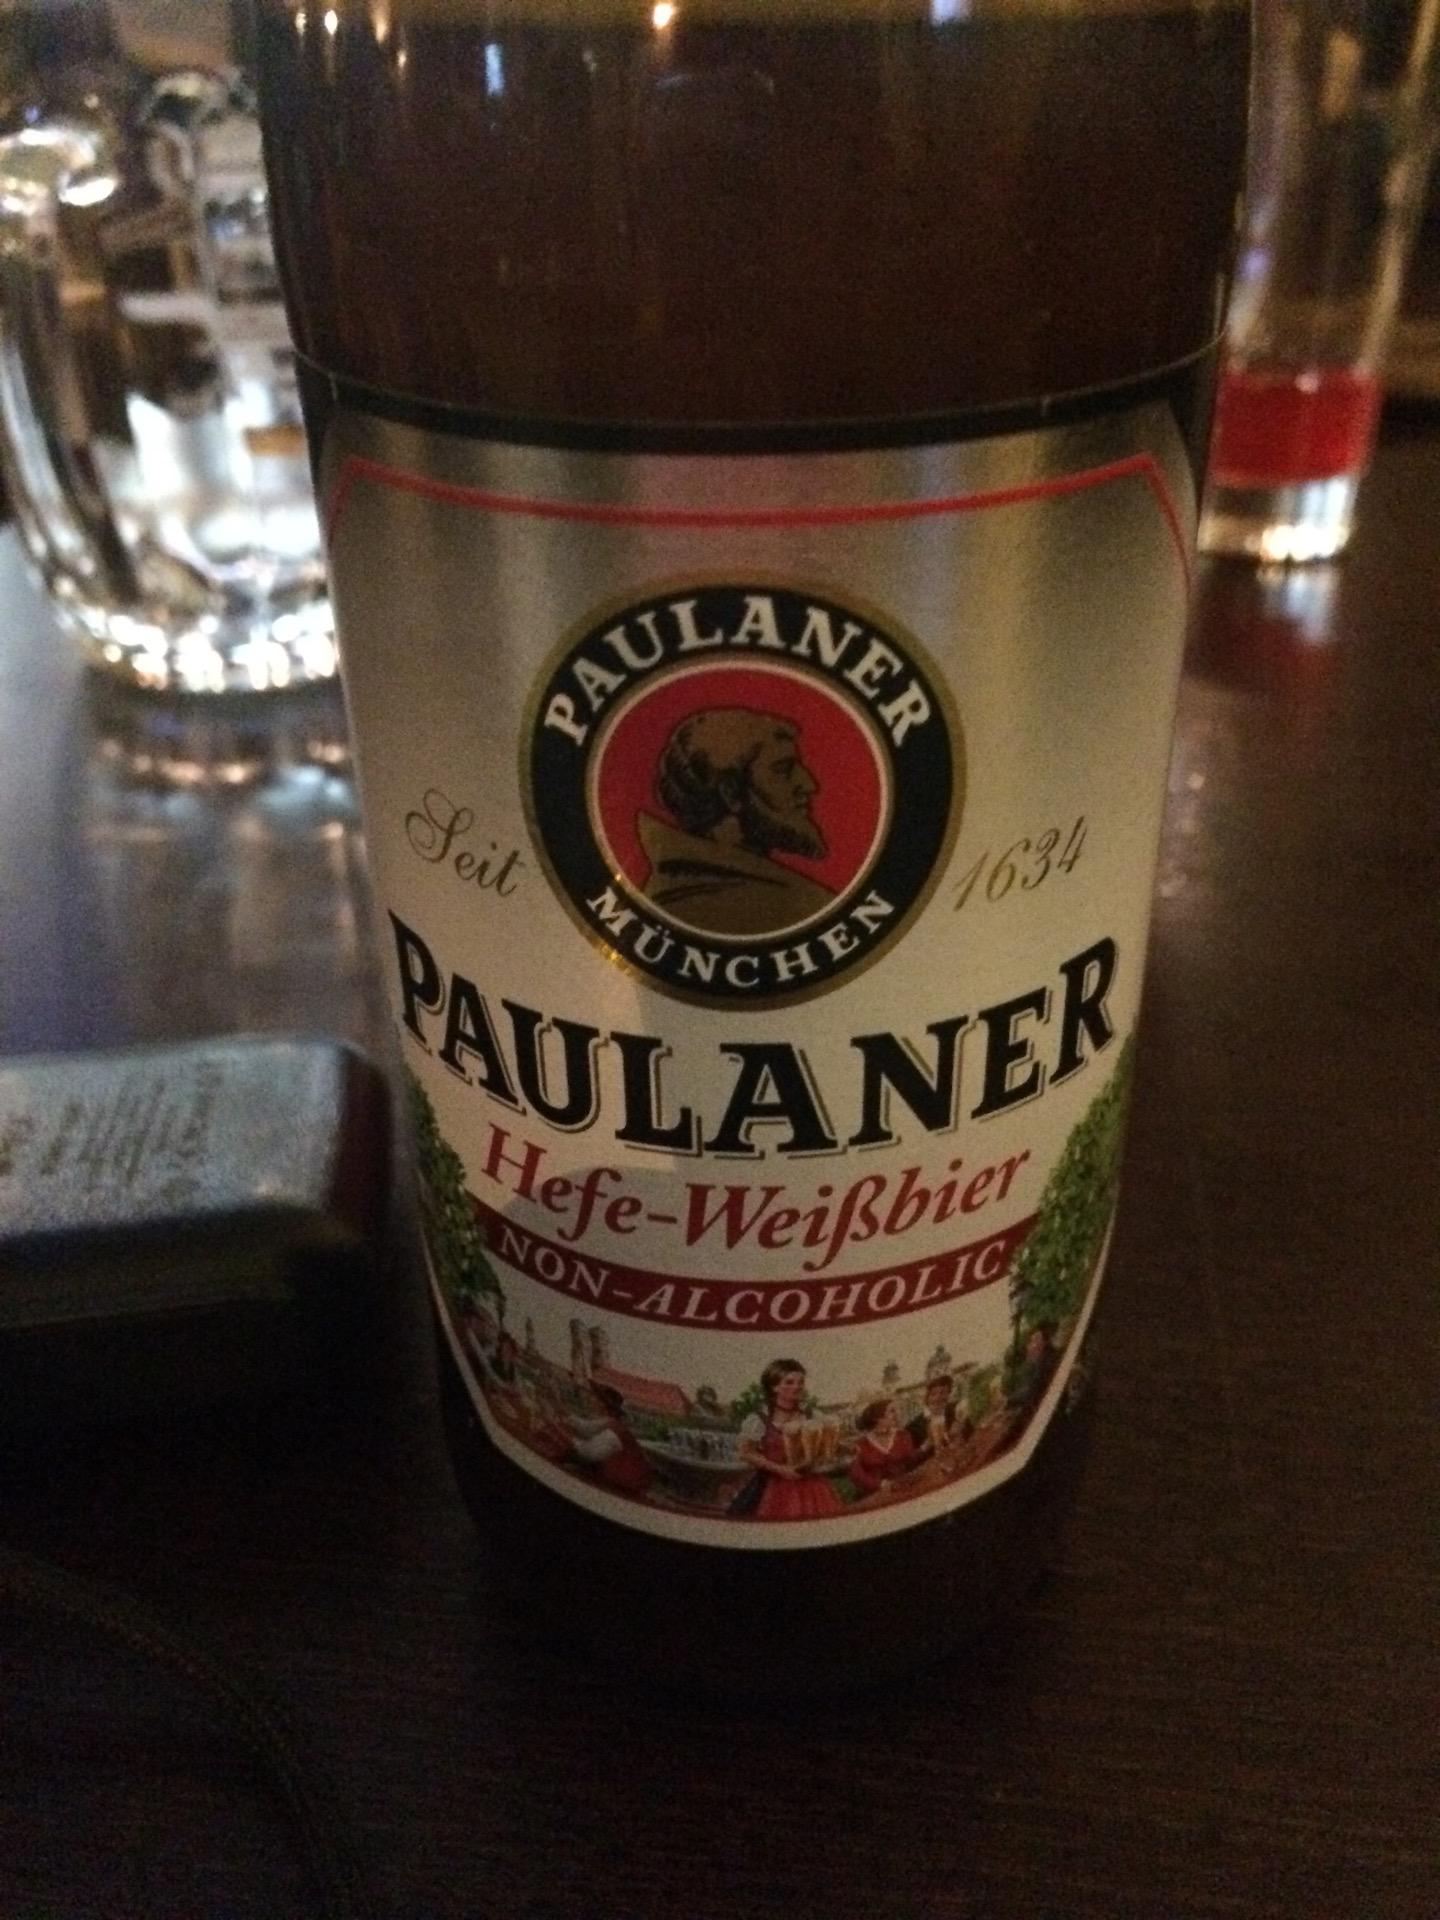 PAULANER
MÜNCHEN
Seit 1634
PAULANER
Hefe-Weißbier
NON-ALCOHOLIC